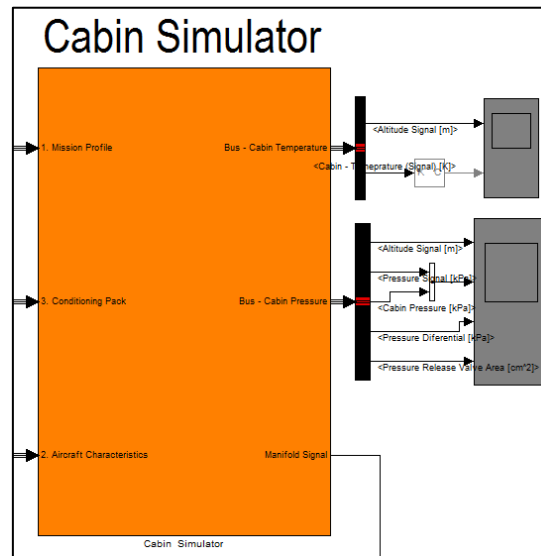 Cabin Simulator
1. Mission Profile
Bus - Cabin Temperature
<Altitude Signal [m]>
<Cabin - Temeprature (Signal) [K]>
K C
3. Conditioning Pack
Bus - Cabin Pressure
<Altitude Signal [m]>
<Pressure Signal [kPa]>
<Cabin Pressure [kPa]>
<Pressure Diferential [kPa]>
<Pressure Release Valve Area [cm^2]>
2. Aircraft Characteristics
Manifold Signal
Cabin Simulator